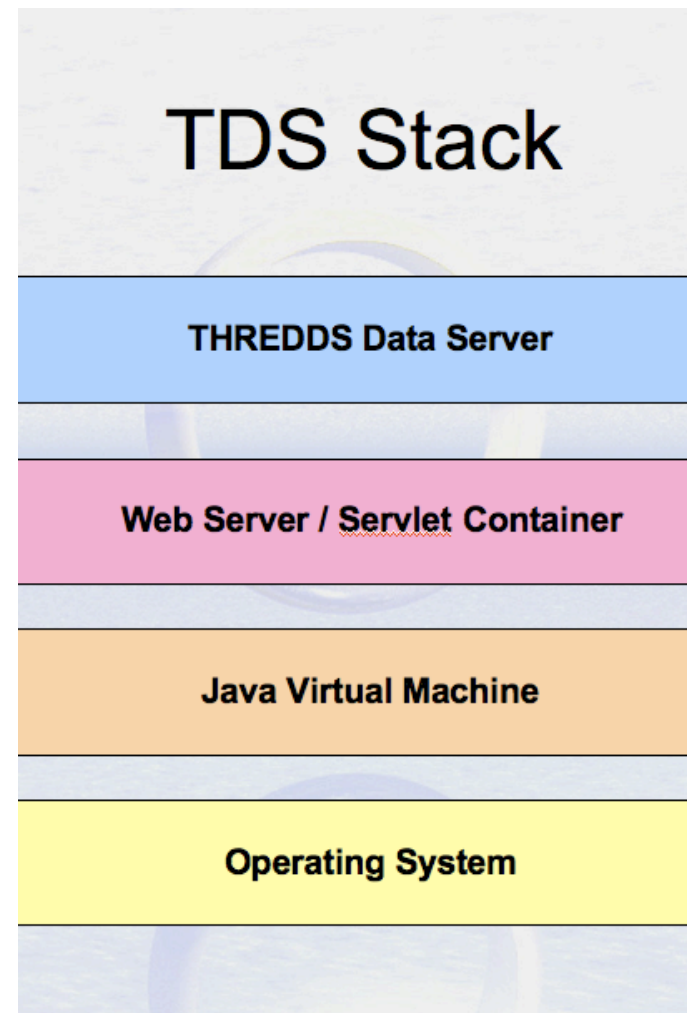 TDS Stack
THREDDS Data Server
Web Server / Servlet Container
Java Virtual Machine
Operating System